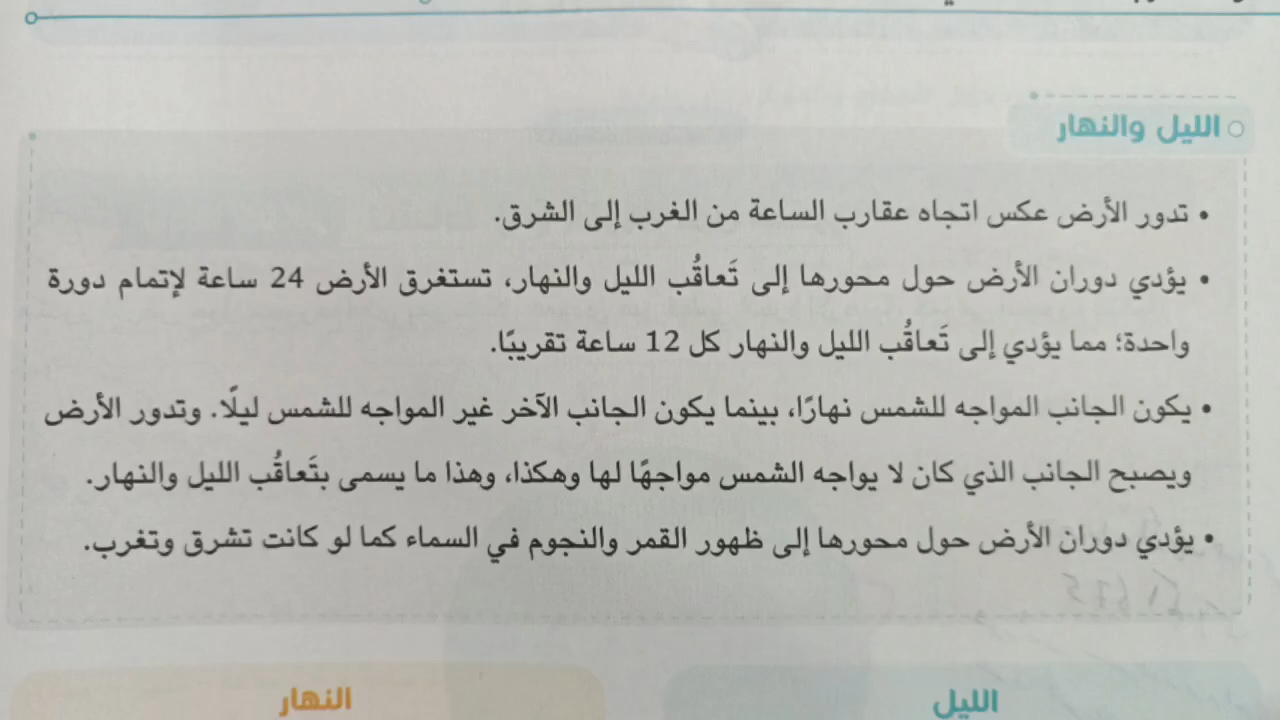 الليل والنهار
• تدور الأرض عكس اتجاه عقارب الساعة من الغرب إلى الشرق.
• يؤدي دوران الأرض حول محورها إلى تَعاقُب الليل والنهار، تستغرق الأرض 24 ساعة لإتمام دورة
واحدة؛ مما يؤدي إلى تَعاقُب الليل والنهار كل 12 ساعة تقريبًا.
• يكون الجانب المواجه للشمس نهارًا، بينما يكون الجانب الآخر غير المواجه للشمس ليلًا. وتدور الأرض
ويصبح الجانب الذي كان لا يواجه الشمس مواجهًا لها وهكذا، وهذا ما يسمى بتَعاقُب الليل والنهار.
• يؤدي دوران الأرض حول محورها إلى ظهور القمر والنجوم في السماء كما لو كانت تشرق وتغرب.
الليل
النهار